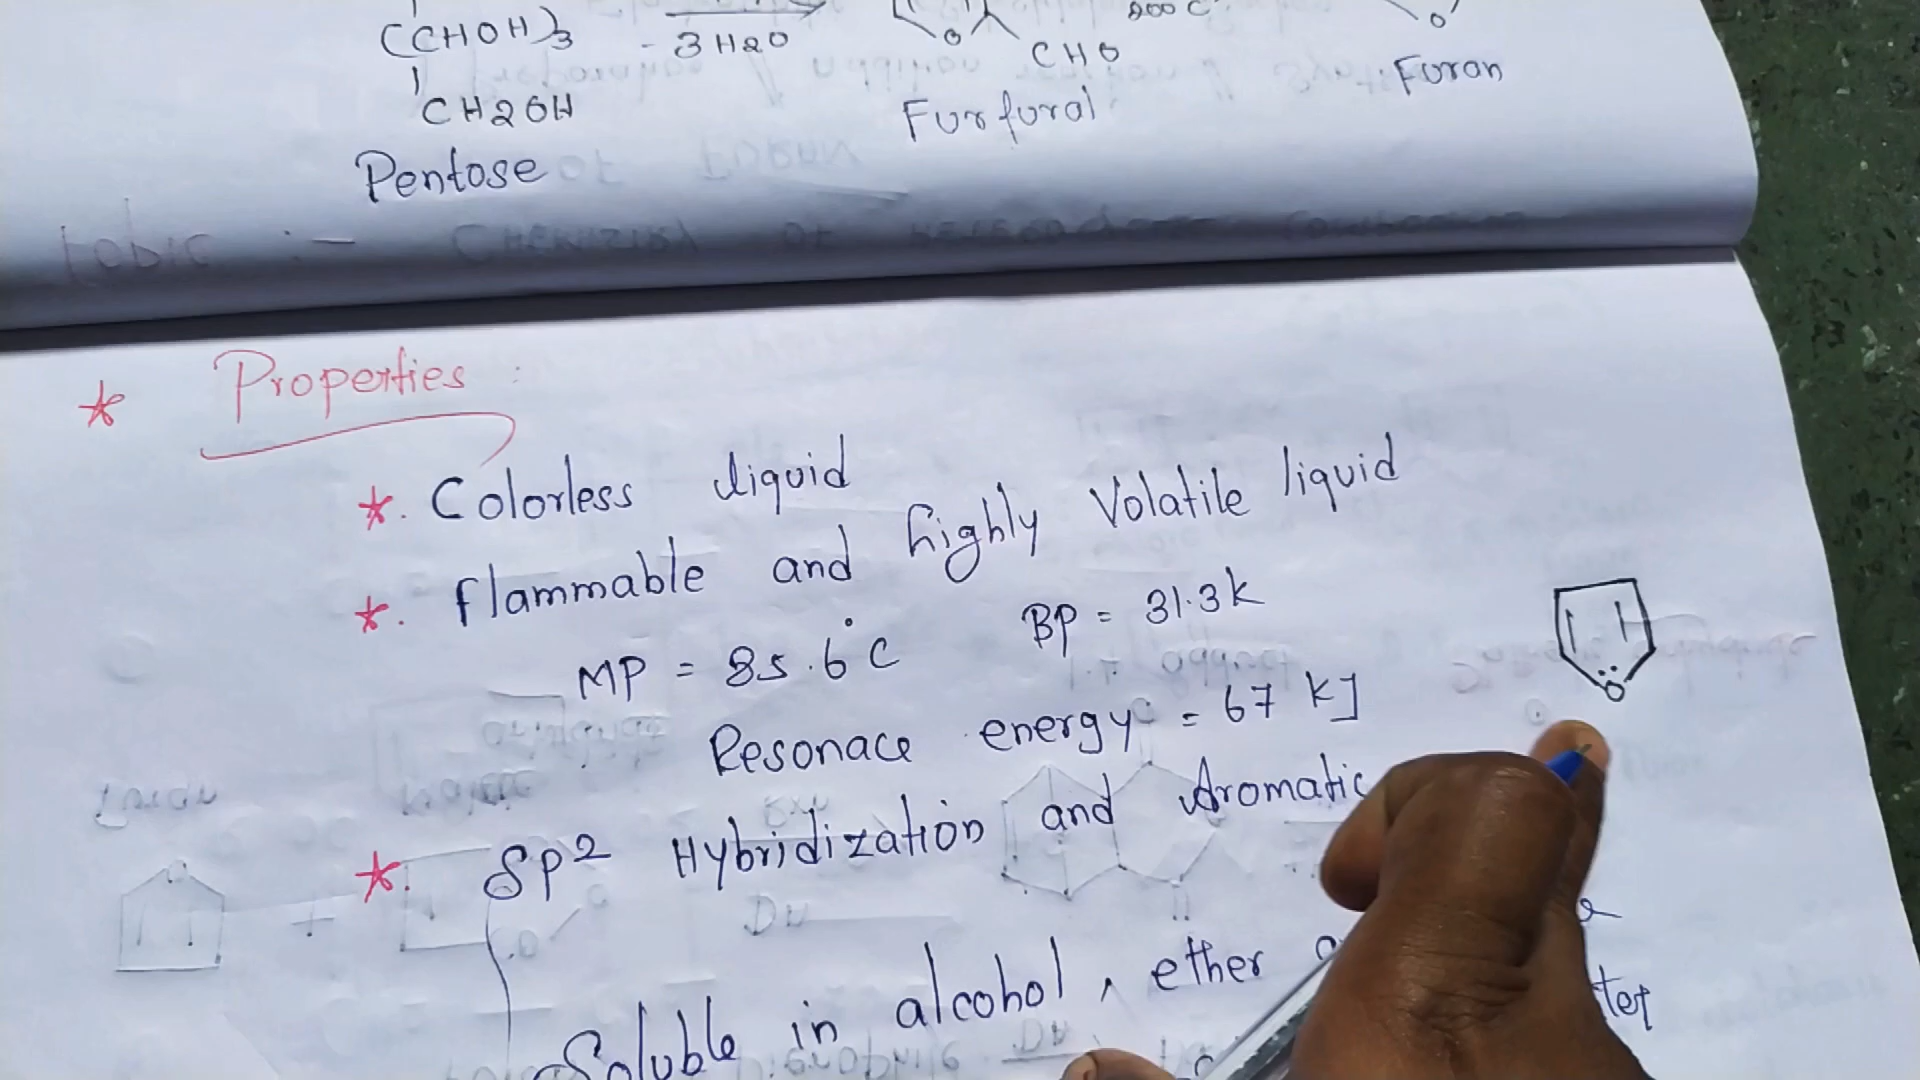 (CHOH)3 -3H2O 200 C
CHO
CH2OH Furfural Furan
Pentose
* Properties :
*. Colorless liquid
*. flammable and highly Volatile liquid
MP = 85.6°C BP = 31.3k
Resonace energy = 67 KJ
*. SP2 Hybridization and Aromatic
Soluble in alcohol, ether